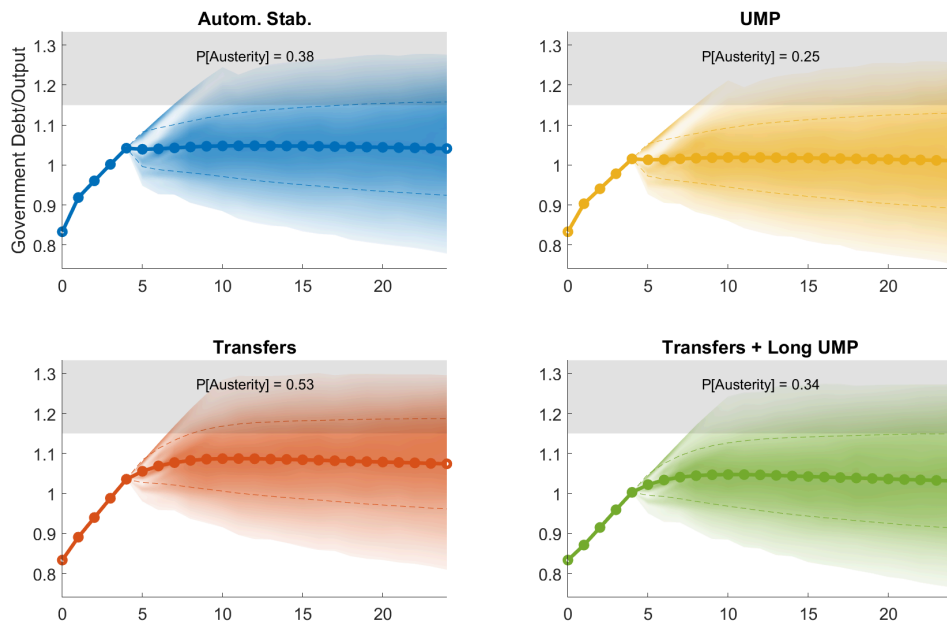 Autom. Stab.
P[Austerity] = 0.38
Government Debt/Output
1.3
1.2
1.1
1
0.9
0.8
0 5 10 15 20
UMP
P[Austerity] = 0.25
1.3
1.2
1.1
1
0.9
0.8
0 5 10 15 20
Transfers
P[Austerity] = 0.53
1.3
1.2
1.1
1
0.9
0.8
0 5 10 15 20
Transfers + Long UMP
P[Austerity] = 0.34
1.3
1.2
1.1
1
0.9
0.8
0 5 10 15 20